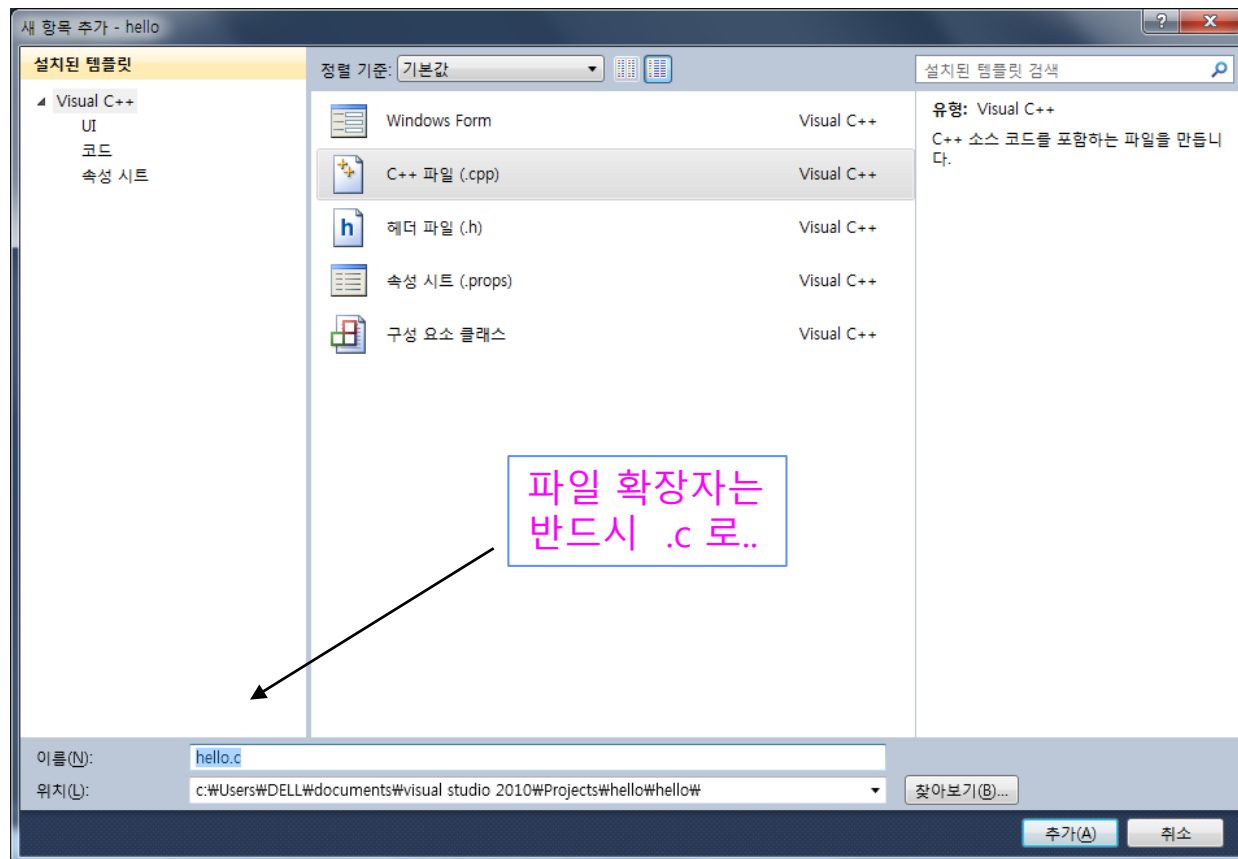 새 항목 추가 - hello
설치된 템플릿
정렬 기준: 기본값
설치된 템플릿 검색
Visual C++
UI
코드
속성 시트
Windows Form Visual C++
C++ 파일 (.cpp) Visual C++
헤더 파일 (.h) Visual C++
속성 시트 (.props) Visual C++
구성 요소 클래스 Visual C++
유형: Visual C++
C++ 소스 코드를 포함하는 파일을 만듭니
다.
파일 확장자는
반드시 .c 로..
이름(N): hello.c
위치(L): c:₩Users₩DELL₩documents₩visual studio 2010₩Projects₩hello₩hello₩
찾아보기(B)...
추가(A) 취소